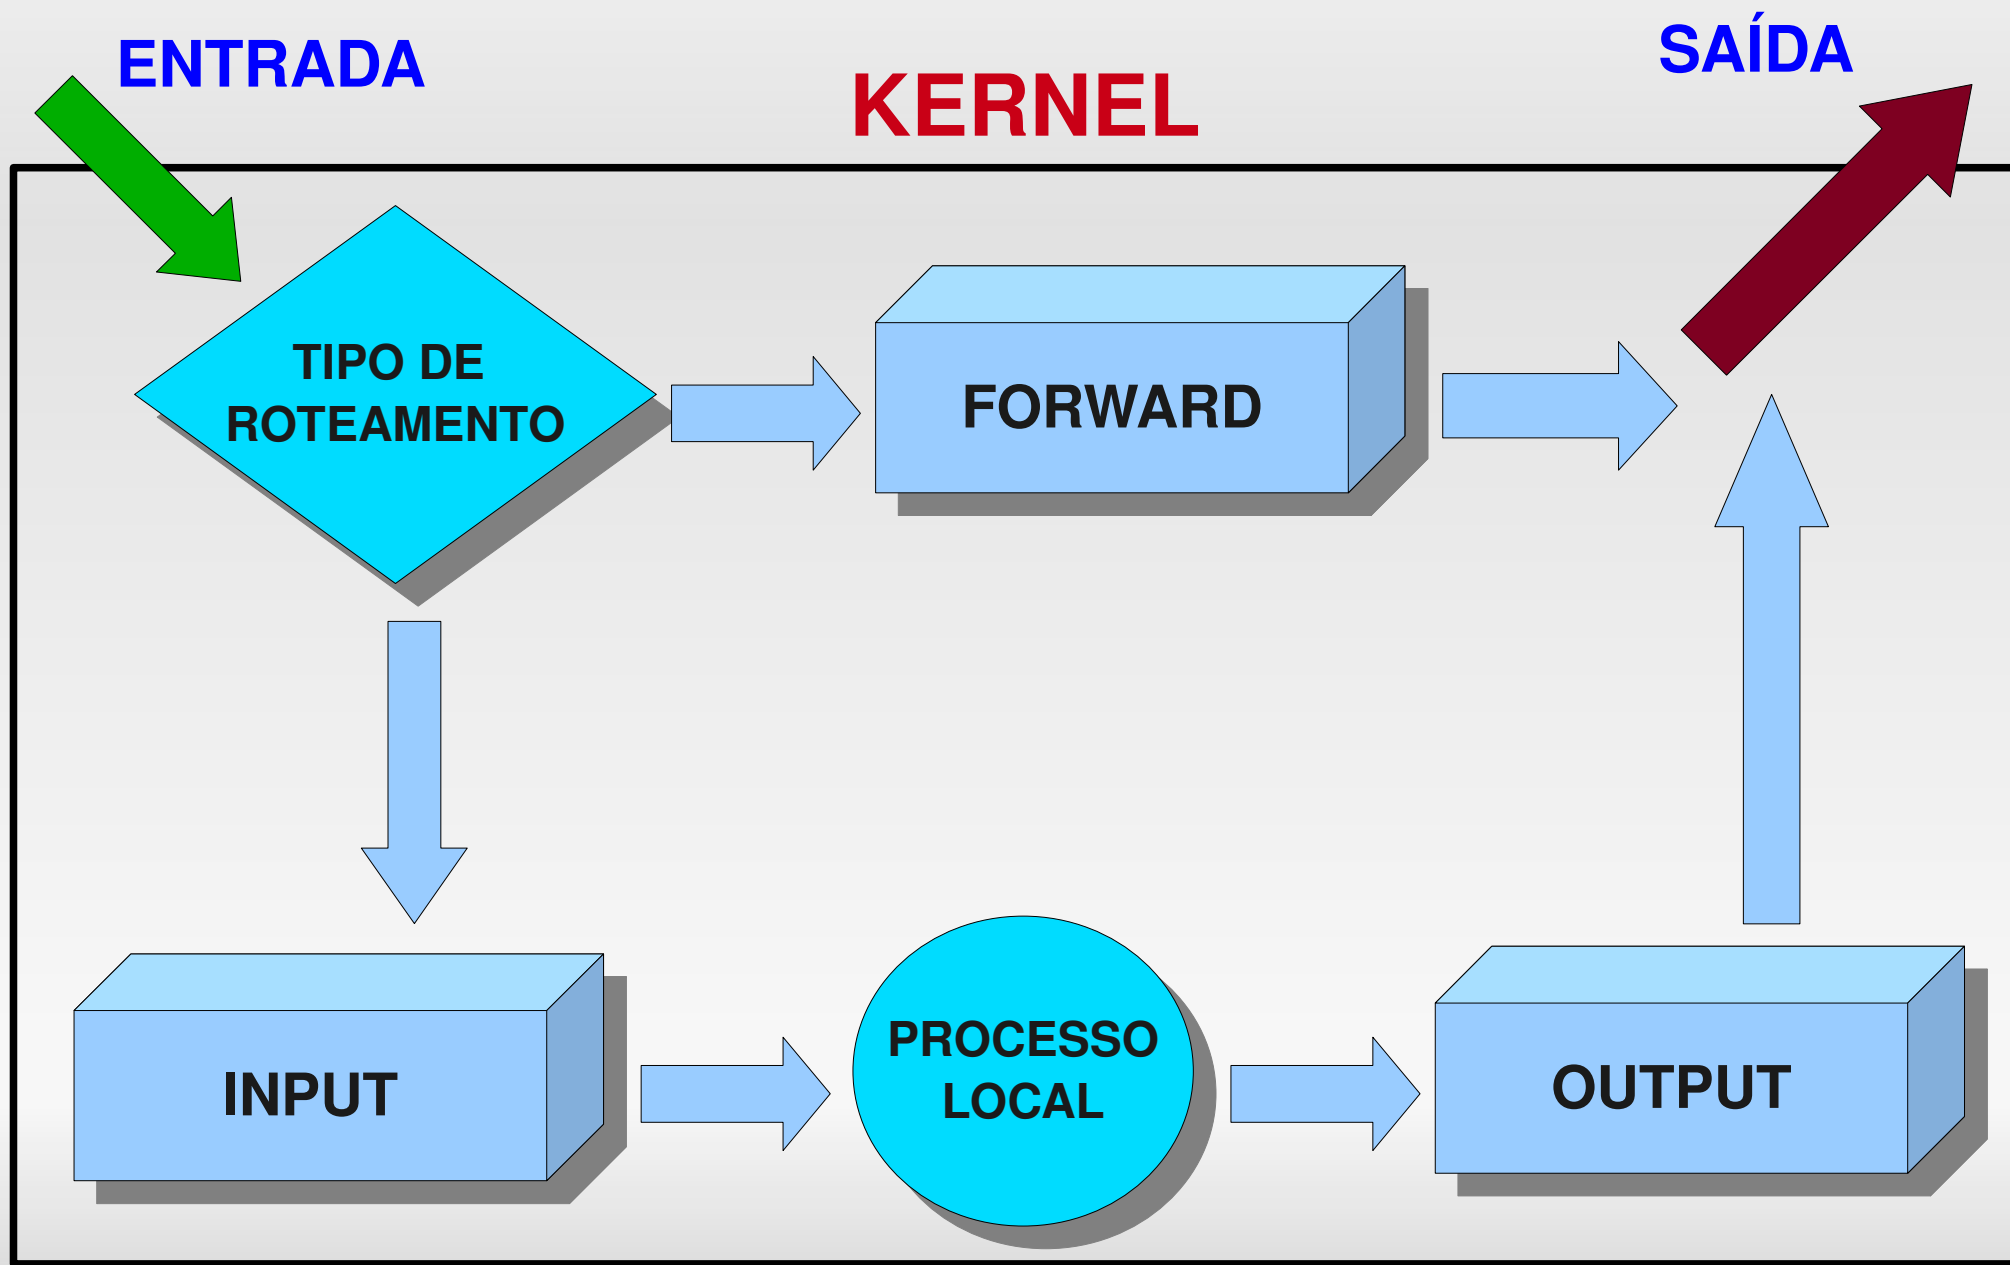 ENTRADA
SAÍDA
KERNEL
TIPO DE
ROTEAMENTO
FORWARD
INPUT
PROCESSO
LOCAL
OUTPUT